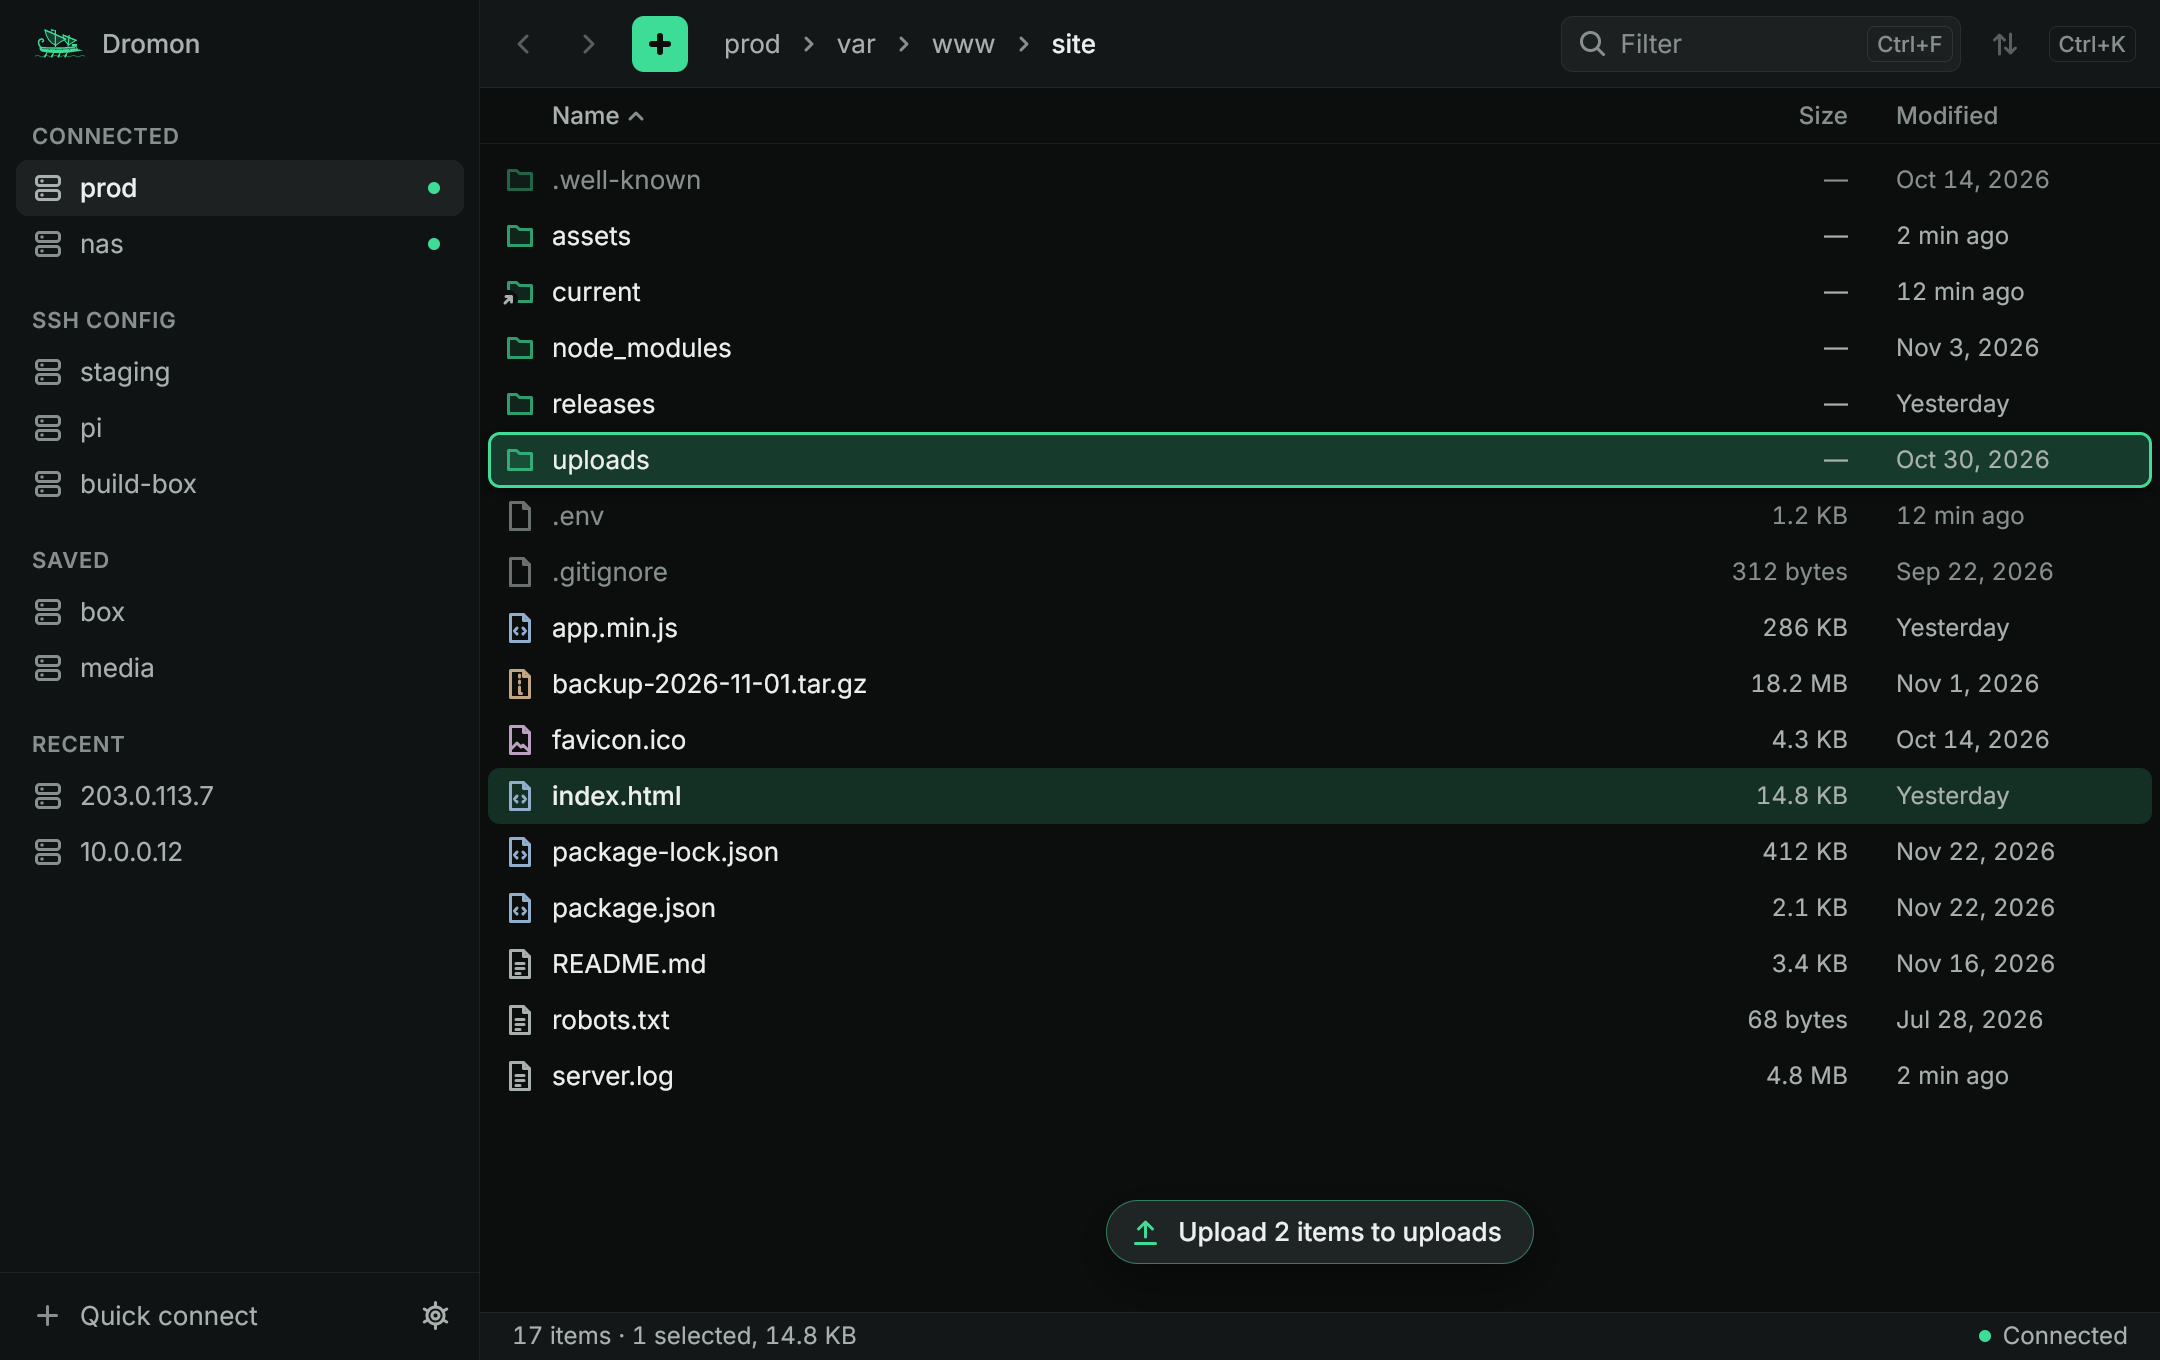 Dromon
CONNECTED
prod
nas
SSH CONFIG
staging
pi
build-box
SAVED
box
media
RECENT
203.0.113.7
10.0.0.12
Quick connect
prod var www site
Filter Ctrl+F Ctrl+K
Name Size Modified
.well-known — Oct 14, 2026
assets — 2 min ago
current — 12 min ago
node_modules — Nov 3, 2026
releases — Yesterday
uploads — Oct 30, 2026
.env 1.2 KB 12 min ago
.gitignore 312 bytes Sep 22, 2026
app.min.js 286 KB Yesterday
backup-2026-11-01.tar.gz 18.2 MB Nov 1, 2026
favicon.ico 4.3 KB Oct 14, 2026
index.html 14.8 KB Yesterday
package-lock.json 412 KB Nov 22, 2026
package.json 2.1 KB Nov 22, 2026
README.md 3.4 KB Nov 16, 2026
robots.txt 68 bytes Jul 28, 2026
server.log 4.8 MB 2 min ago
Upload 2 items to uploads
17 items · 1 selected, 14.8 KB
Connected